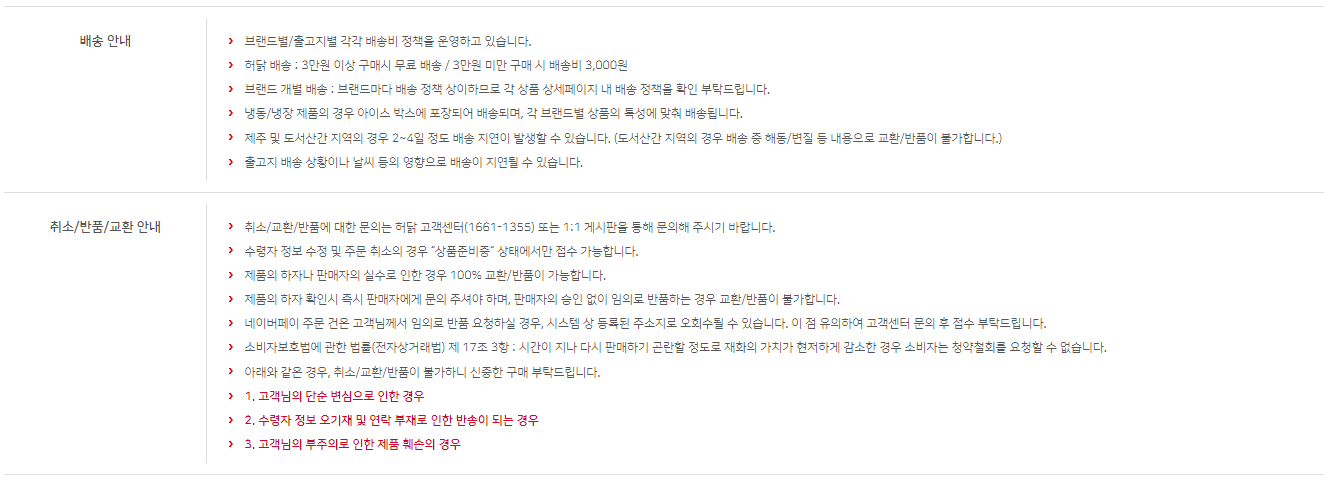 배송 안내
브랜드별/출고지별 각각 배송비 정책을 운영하고 있습니다.
허닭 배송 : 3만원 이상 구매시 무료 배송 / 3만원 미만 구매 시 배송비 3,000원
브랜드 개별 배송 : 브랜드마다 배송 정책 상이하므로 각 상품 상세페이지 내 배송 정책을 확인 부탁드립니다.
냉동/냉장 제품의 경우 아이스 박스에 포장되어 배송되며, 각 브랜드별 상품의 특성에 맞춰 배송됩니다.
제주 및 도서산간 지역의 경우 2~4일 정도 배송 지연이 발생할 수 있습니다. (도서산간 지역의 경우 배송 중 해동/변질 등 내용으로 교환/반품이 불가합니다.)
출고지 배송 상황이나 날씨 등의 영향으로 배송이 지연될 수 있습니다.
취소/반품/교환 안내
취소/교환/반품에 대한 문의는 허닭 고객센터(1661-1355) 또는 1:1 게시판을 통해 문의해 주시기 바랍니다.
수령자 정보 수정 및 주문 취소의 경우 "상품준비중" 상태에서만 접수 가능합니다.
제품의 하자나 판매자의 실수로 인한 경우 100% 교환/반품이 가능합니다.
제품의 하자 확인시 즉시 판매자에게 문의 주셔야 하며, 판매자의 승인 없이 임의로 반품하는 경우 교환/반품이 불가합니다.
네이버페이 주문 건은 고객님께서 임의로 반품 요청하실 경우, 시스템 상 등록된 주소지로 오회수될 수 있습니다. 이 점 유의하여 고객센터 문의 후 접수 부탁드립니다.
소비자보호법에 관한 법률(전자상거래법) 제 17조 3항 : 시간이 지나 다시 판매하기 곤란할 정도로 재화의 가치가 현저하게 감소한 경우 소비자는 청약철회를 요청할 수 없습니다.
아래와 같은 경우, 취소/교환/반품이 불가하니 신중한 구매 부탁드립니다.
1. 고객님의 단순 변심으로 인한 경우
2. 수령자 정보 오기재 및 연락 부재로 인한 반송이 되는 경우
3. 고객님의 부주의로 인한 제품 훼손의 경우